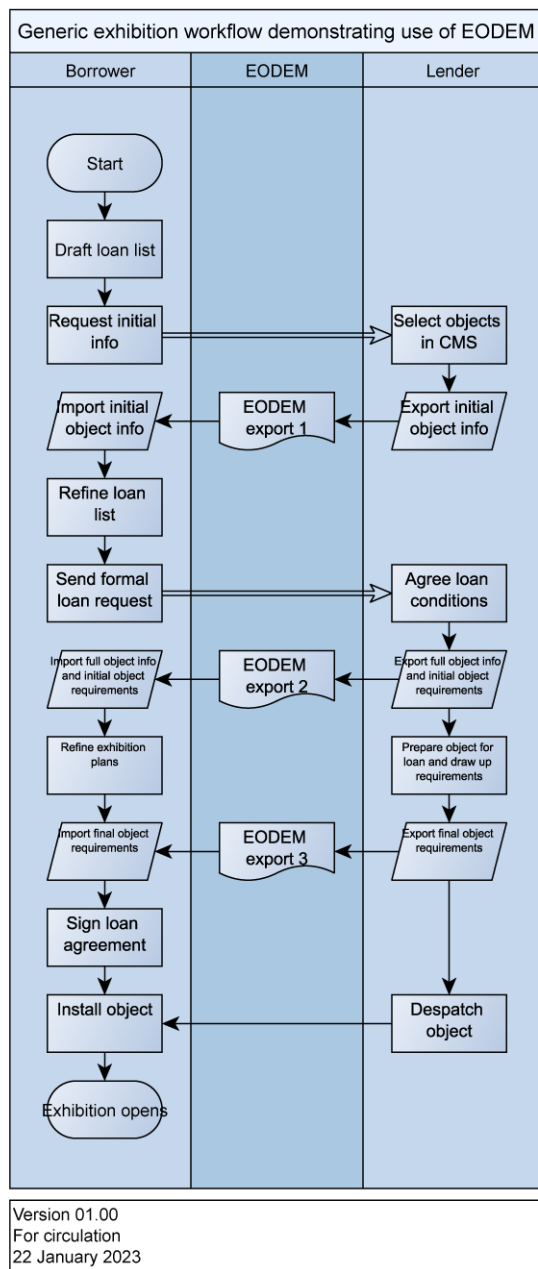 Generic exhibition workflow demonstrating use of EODEM
Borrower
EODEM
Lender
Start
Draft loan list
Request initial
info
Select objects
in CMS
Import initial
object info
EODEM
export 1
Export initial
object info
Refine loan
list
Send formal
loan request
Agree loan
conditions
Import full object info
and initial object
requirements
EODEM
export 2
Export full object info
and initial object
requirements
Refine exhibition
plans
Prepare object for
loan and draw up
requirements
Import final object
requirements
EODEM
export 3
Export final object
requirements
Sign loan
agreement
Install object
Despatch
object
Exhibition opens
Version 01.00
For circulation
22 January 2023